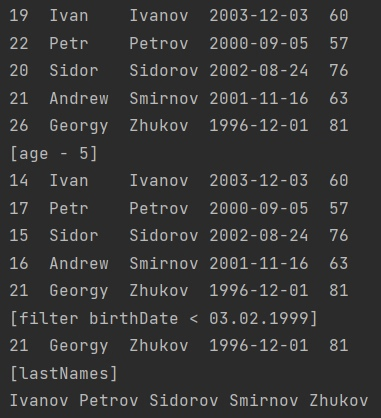 19  Ivan    Ivanov  2003-12-03  60
22  Petr    Petrov  2000-09-05  57
20  Sidor   Sidorov 2002-08-24  76
21  Andrew  Smirnov 2001-11-16  63
26  Georgy  Zhukov  1996-12-01  81
[age - 5]
14  Ivan    Ivanov  2003-12-03  60
17  Petr    Petrov  2000-09-05  57
15  Sidor   Sidorov 2002-08-24  76
16  Andrew  Smirnov 2001-11-16  63
21  Georgy  Zhukov  1996-12-01  81
[filter birthDate < 03.02.1999]
21  Georgy  Zhukov  1996-12-01  81
[lastNames]
Ivanov Petrov Sidorov Smirnov Zhukov